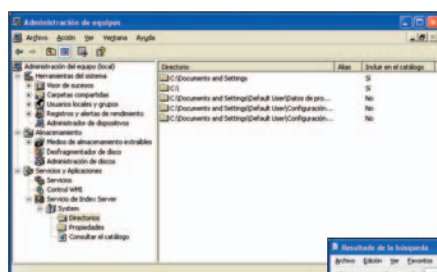 Administración de equipos
Archivo Acción Ver Ventana Ayuda
Administración del equipo (local)
Herramientas del sistema
Visor de sucesos
Carpetas compartidas
Usuarios locales y grupos
Registros y alertas de rendimiento
Administrador de dispositivos
Almacenamiento
Medios de almacenamiento extraíbles
Desfragmentador de disco
Administración de discos
Servicios y Aplicaciones
Servicios
Control WMI
Servicio de Index Server
System
Directorios
Propiedades
Consultar el catálogo
Directorio Alias Incluir en el catálogo
C:\Documents and Settings Sí
C:\ Sí
C:\Documents and Settings\Default User\Datos de pro... No
C:\Documents and Settings\Default User\Configuración... No
C:\Documents and Settings\Default User\Configuración... No
Resultado de la búsqueda
Archivo Edición Ver Favoritos